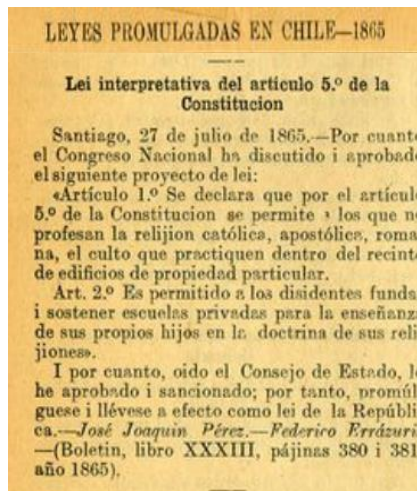 LEYES PROMULGADAS EN CHILE—1865
Lei interpretativa del artículo 5.º de la
Constitucion
Santiago, 27 de julio de 1865.—Por cuanto
el Congreso Nacional ha discutido i aprobado
el siguiente proyecto de lei:
«Artículo 1.º Se declara que por el artículo
5.º de la Constitucion se permite a los que no
profesan la relijion católica, apostólica, roma-
na, el culto que practiquen dentro del recinto
de edificios de propiedad particular.
Art. 2.º Es permitido a los disidentes funda
i sostener escuelas privadas para la enseñanza
de sus propios hijos en la doctrina de sus reli
jiones».
I por cuanto, oido el Consejo de Estado, l
he aprobado i sancionado; por tanto, promúl
guese i llévese a efecto como lei de la Repúbli
ca.—José Joaquin Pérez.—Federico Errázuri
—(Boletin, libro XXXIII, pájinas 380 i 381
año 1865).